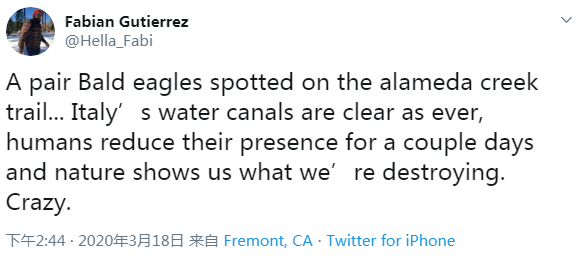 Fabian Gutierrez
@Hella_Fabi
A pair Bald eagles spotted on the alameda creek
trail... Italy’s water canals are clear as ever,
humans reduce their presence for a couple days
and nature shows us what we’re destroying.
Crazy.
下午2:44 · 2020年3月18日 来自 Fremont, CA · Twitter for iPhone